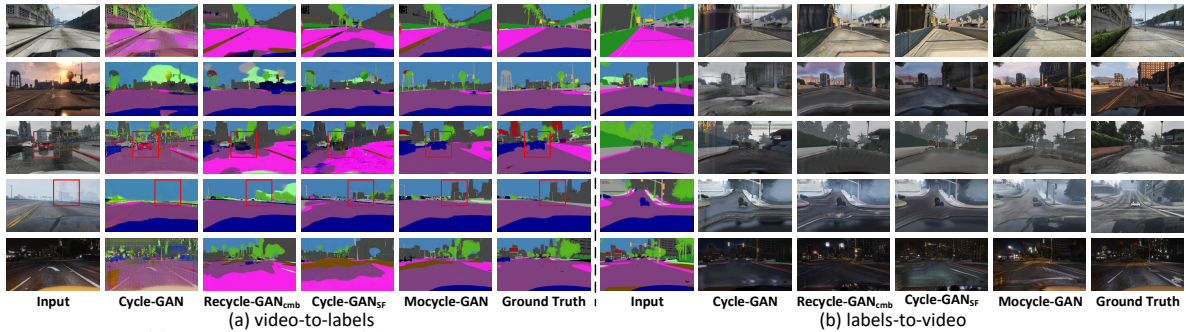 Input Cycle-GAN Recycle-GANcmb Cycle-GANSF Mocycle-GAN Ground Truth Input Cycle-GAN Recycle-GANcmb Cycle-GANSF Mocycle-GAN Ground Truth
(a) video-to-labels (b) labels-to-video